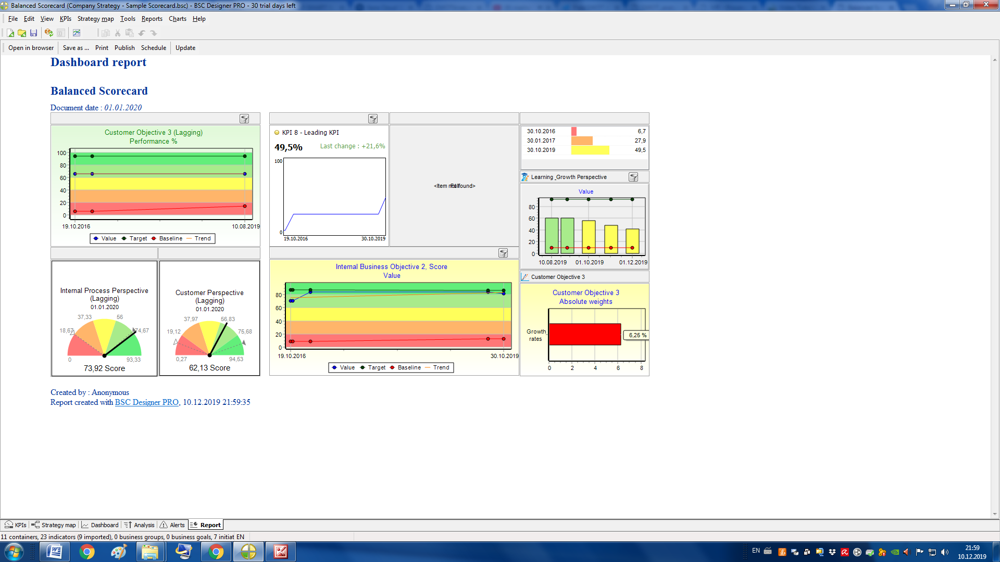 Balanced Scorecard (Company Strategy - Sample Scorecard.bsc) - BSC Designer PRO - 30 trial days left
File Edit View KPIs Strategy map Tools Reports Charts Help
Open in browser Save as ... Print Publish Schedule Update
Dashboard report
Balanced Scorecard
Document date : 01.01.2020
Customer Objective 3 (Lagging)
Performance %
100
80
60
40
20
0
19.10.2016 10.08.2019
Value Target Baseline Trend
KPI 8 - Leading KPI
49,5% Last change : +21,6%
100
0
19.10.2016 30.10.2019
<Item not found>
30.10.2016 6,7
30.01.2017 27,9
30.10.2019 49,5
Learning _Growth Perspective
Value
80
60
40
20
0
10.08.2019 01.10.2019 01.12.2019
Internal Process Perspective
(Lagging)
01.01.2020
37,33 56
18,67 74,67
0 93,33
73,92 Score
Customer Perspective
(Lagging)
01.01.2020
37,97 56,83
19,12 75,68
0,27 94,53
62,13 Score
Internal Business Objective 2, Score
Value
80
60
40
20
0
19.10.2016 30.10.2019
Value Target Baseline Trend
Customer Objective 3
Customer Objective 3
Absolute weights
Growth
rates
6,25 %
0 2 4 6 8
Created by : Anonymous
Report created with BSC Designer PRO, 10.12.2019 21:59:35
KPIs Strategy map Dashboard Analysis Alerts Report
11 containers, 23 indicators (9 imported), 0 business groups, 0 business goals, 7 initiat EN
EN 21:59
10.12.2019